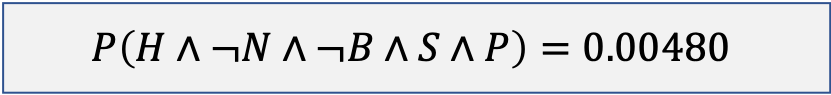 P(H ∧ ¬N ∧ ¬B ∧ S ∧ P) = 0.00480